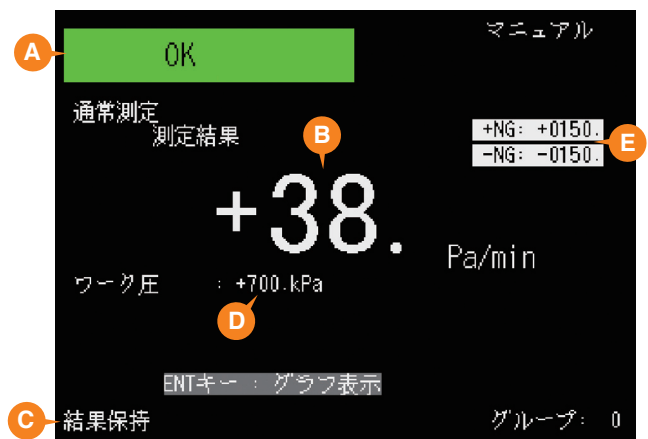 A
OK
マニュアル
通常測定
測定結果
B
+NG: +0150.
-NG: -0150.
E
+38.
Pa/min
ワーク圧 : +700.kPa
D
ENTキー : グラフ表示
C
結果保持
グループ: 0